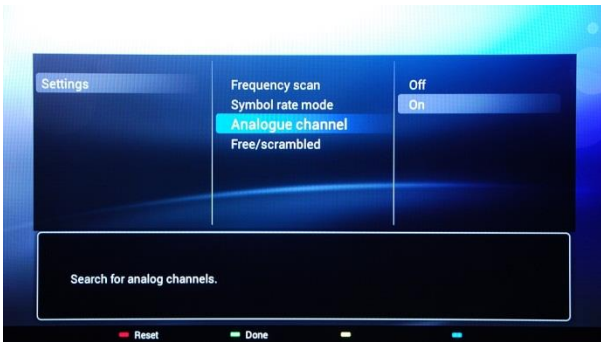 Settings
Frequency scan
Symbol rate mode
Analogue channel
Free/scrambled
Off
On
Search for analog channels.
Reset
Done